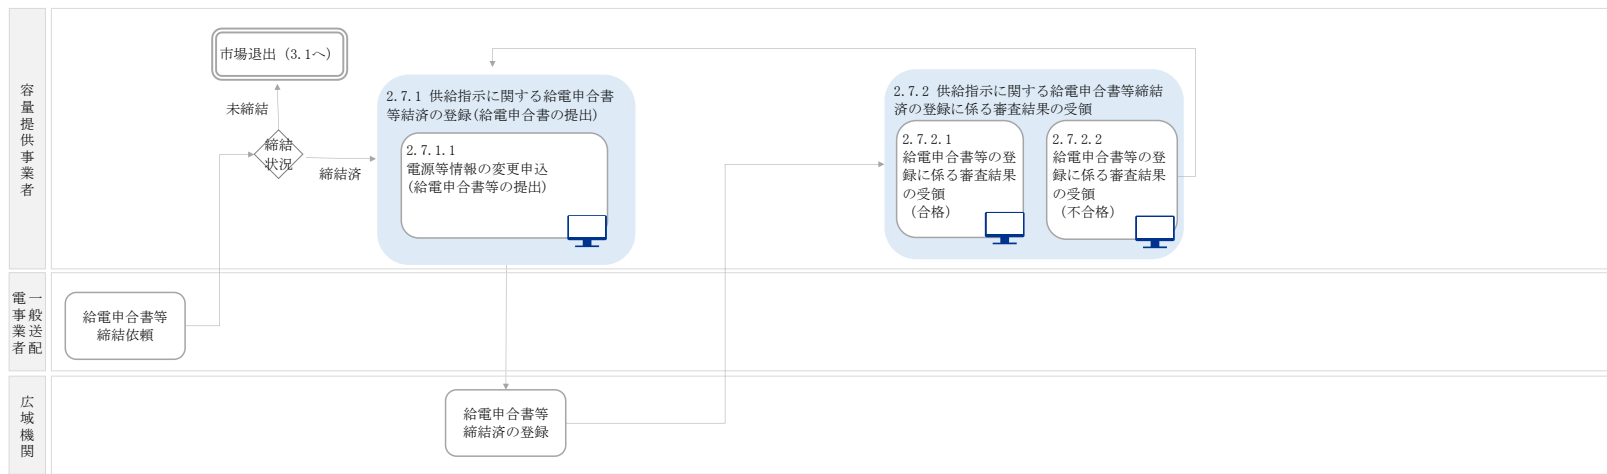 容量提供事業者
市場退出 (3.1へ)
未締結
締結
状況
締結済
2.7.1 供給指示に関する給電申合書
等結済の登録(給電申合書の提出)
2.7.1.1
電源等情報の変更申込
(給電申合書等の提出)
2.7.2 供給指示に関する給電申合書等締結
済の登録に係る審査結果の受領
2.7.2.1
給電申合書等の登
録に係る審査結果
の受領
（合格）
2.7.2.2
給電申合書等の登
録に係る審査結果
の受領
（不合格）
一般送配
電事業者
給電申合書等
締結依頼
広域機関
給電申合書等
締結済の登録